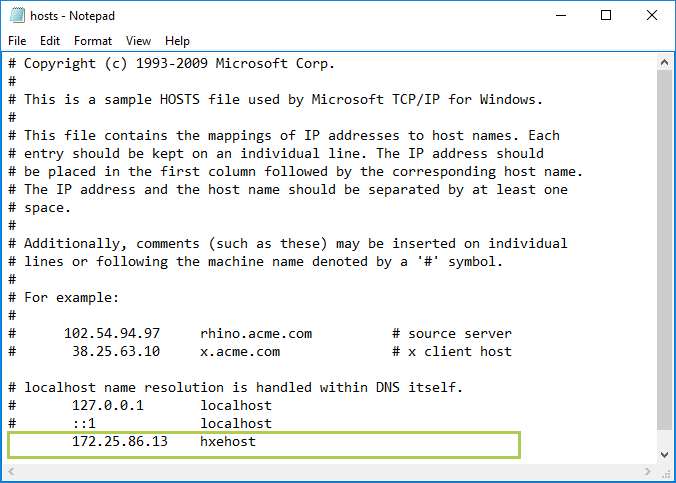 hosts - Notepad
File Edit Format View Help
# Copyright (c) 1993-2009 Microsoft Corp.
#
# This is a sample HOSTS file used by Microsoft TCP/IP for Windows.
#
# This file contains the mappings of IP addresses to host names. Each
# entry should be kept on an individual line. The IP address should
# be placed in the first column followed by the corresponding host name.
# The IP address and the host name should be separated by at least one
# space.
#
# Additionally, comments (such as these) may be inserted on individual
# lines or following the machine name denoted by a '#' symbol.
#
# For example:
#
#      102.54.94.97     rhino.acme.com          # source server
#       38.25.63.10     x.acme.com              # x client host

# localhost name resolution is handled within DNS itself.
#       127.0.0.1       localhost
#       ::1             localhost
        172.25.86.13    hxehost